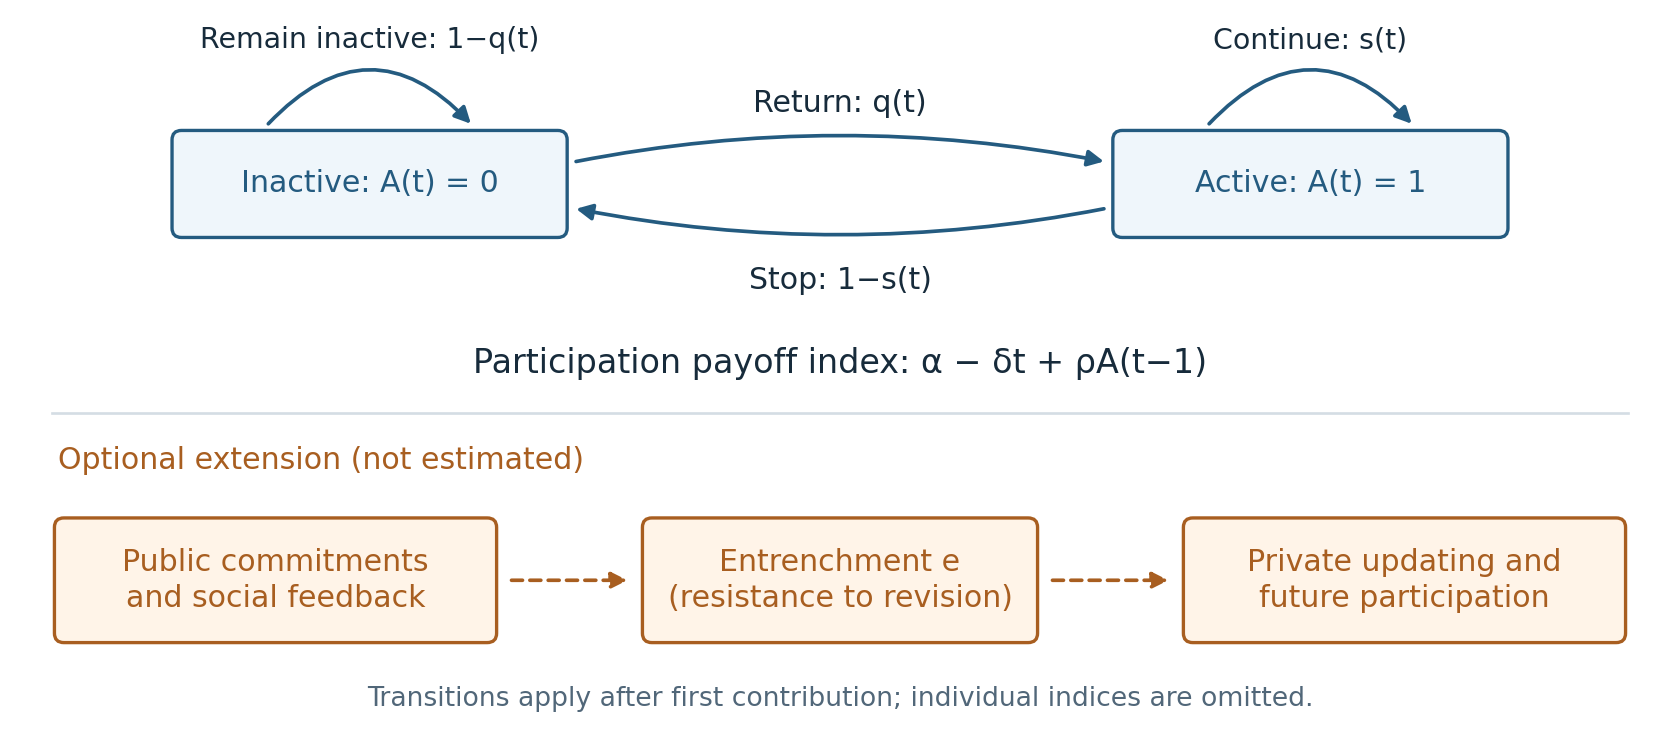 Remain inactive: 1−q(t)
Continue: s(t)
Return: q(t)
Inactive: A(t) = 0
Active: A(t) = 1
Stop: 1−s(t)
Participation payoff index: α − δt + ρA(t−1)
Optional extension (not estimated)
Public commitments
and social feedback
Entrenchment e
(resistance to revision)
Private updating and
future participation
Transitions apply after first contribution; individual indices are omitted.